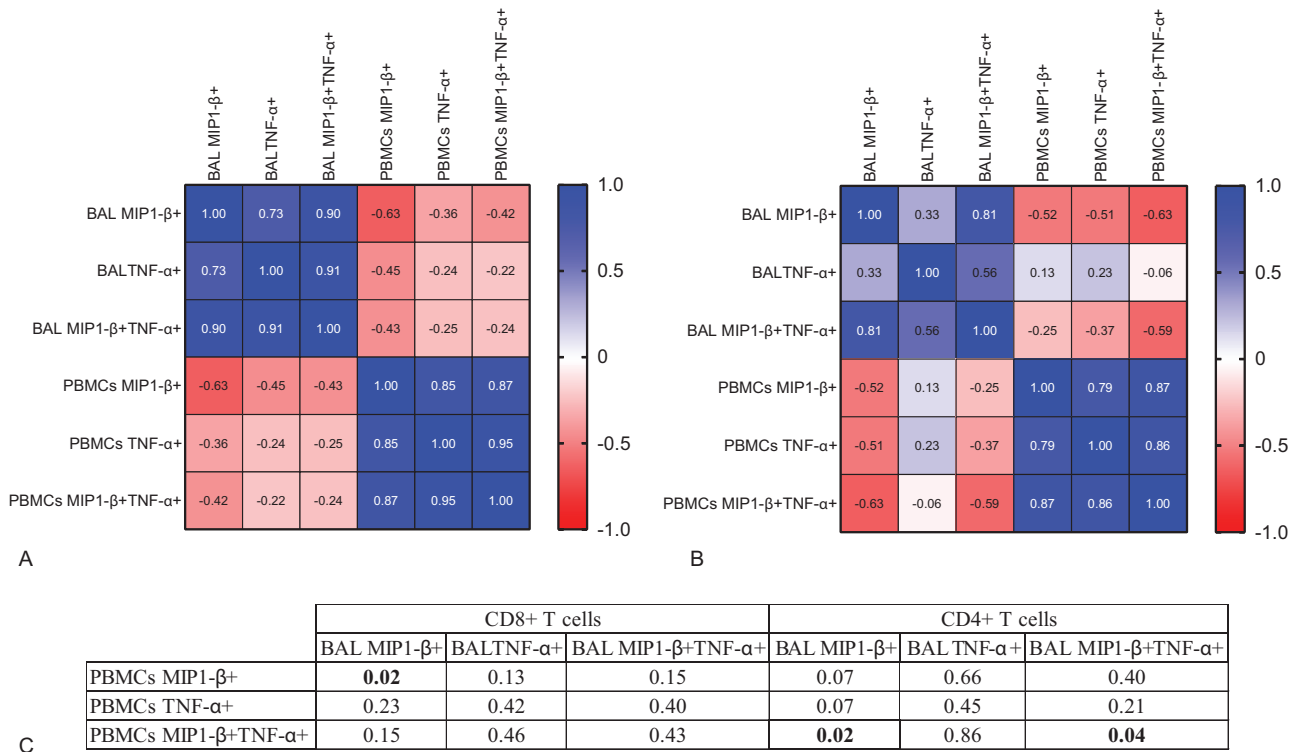 BAL MIP1-β+
BALTNF-α+
BAL MIP1-β+TNF-α+
PBMCs MIP1-β+
PBMCs TNF-α+
PBMCs MIP1-β+TNF-α+
BAL MIP1-β+ 1.00 0.73 0.90 -0.63 -0.36 -0.42
BALTNF-α+ 0.73 1.00 0.91 -0.45 -0.24 -0.22
BAL MIP1-β+TNF-α+ 0.90 0.91 1.00 -0.43 -0.25 -0.24
PBMCs MIP1-β+ -0.63 -0.45 -0.43 1.00 0.85 0.87
PBMCs TNF-α+ -0.36 -0.24 -0.25 0.85 1.00 0.95
PBMCs MIP1-β+TNF-α+ -0.42 -0.22 -0.24 0.87 0.95 1.00
1.0
0.5
0
-0.5
-1.0
A
BAL MIP1-β+
BALTNF-α+
BAL MIP1-β+TNF-α+
PBMCs MIP1-β+
PBMCs TNF-α+
PBMCs MIP1-β+TNF-α+
BAL MIP1-β+ 1.00 0.33 0.81 -0.52 -0.51 -0.63
BALTNF-α+ 0.33 1.00 0.56 0.13 0.23 -0.06
BAL MIP1-β+TNF-α+ 0.81 0.56 1.00 -0.25 -0.37 -0.59
PBMCs MIP1-β+ -0.52 0.13 -0.25 1.00 0.79 0.87
PBMCs TNF-α+ -0.51 0.23 -0.37 0.79 1.00 0.86
PBMCs MIP1-β+TNF-α+ -0.63 -0.06 -0.59 0.87 0.86 1.00
1.0
0.5
0
-0.5
-1.0
B
CD8+ T cells CD4+ T cells
BAL MIP1-β+ BALTNF-α+ BAL MIP1-β+TNF-α+ BAL MIP1-β+ BAL TNF-α+ BAL MIP1-β+TNF-α+
PBMCs MIP1-β+ 0.02 0.13 0.15 0.07 0.66 0.40
PBMCs TNF-α+ 0.23 0.42 0.40 0.07 0.45 0.21
PBMCs MIP1-β+TNF-α+ 0.15 0.46 0.43 0.02 0.86 0.04
C